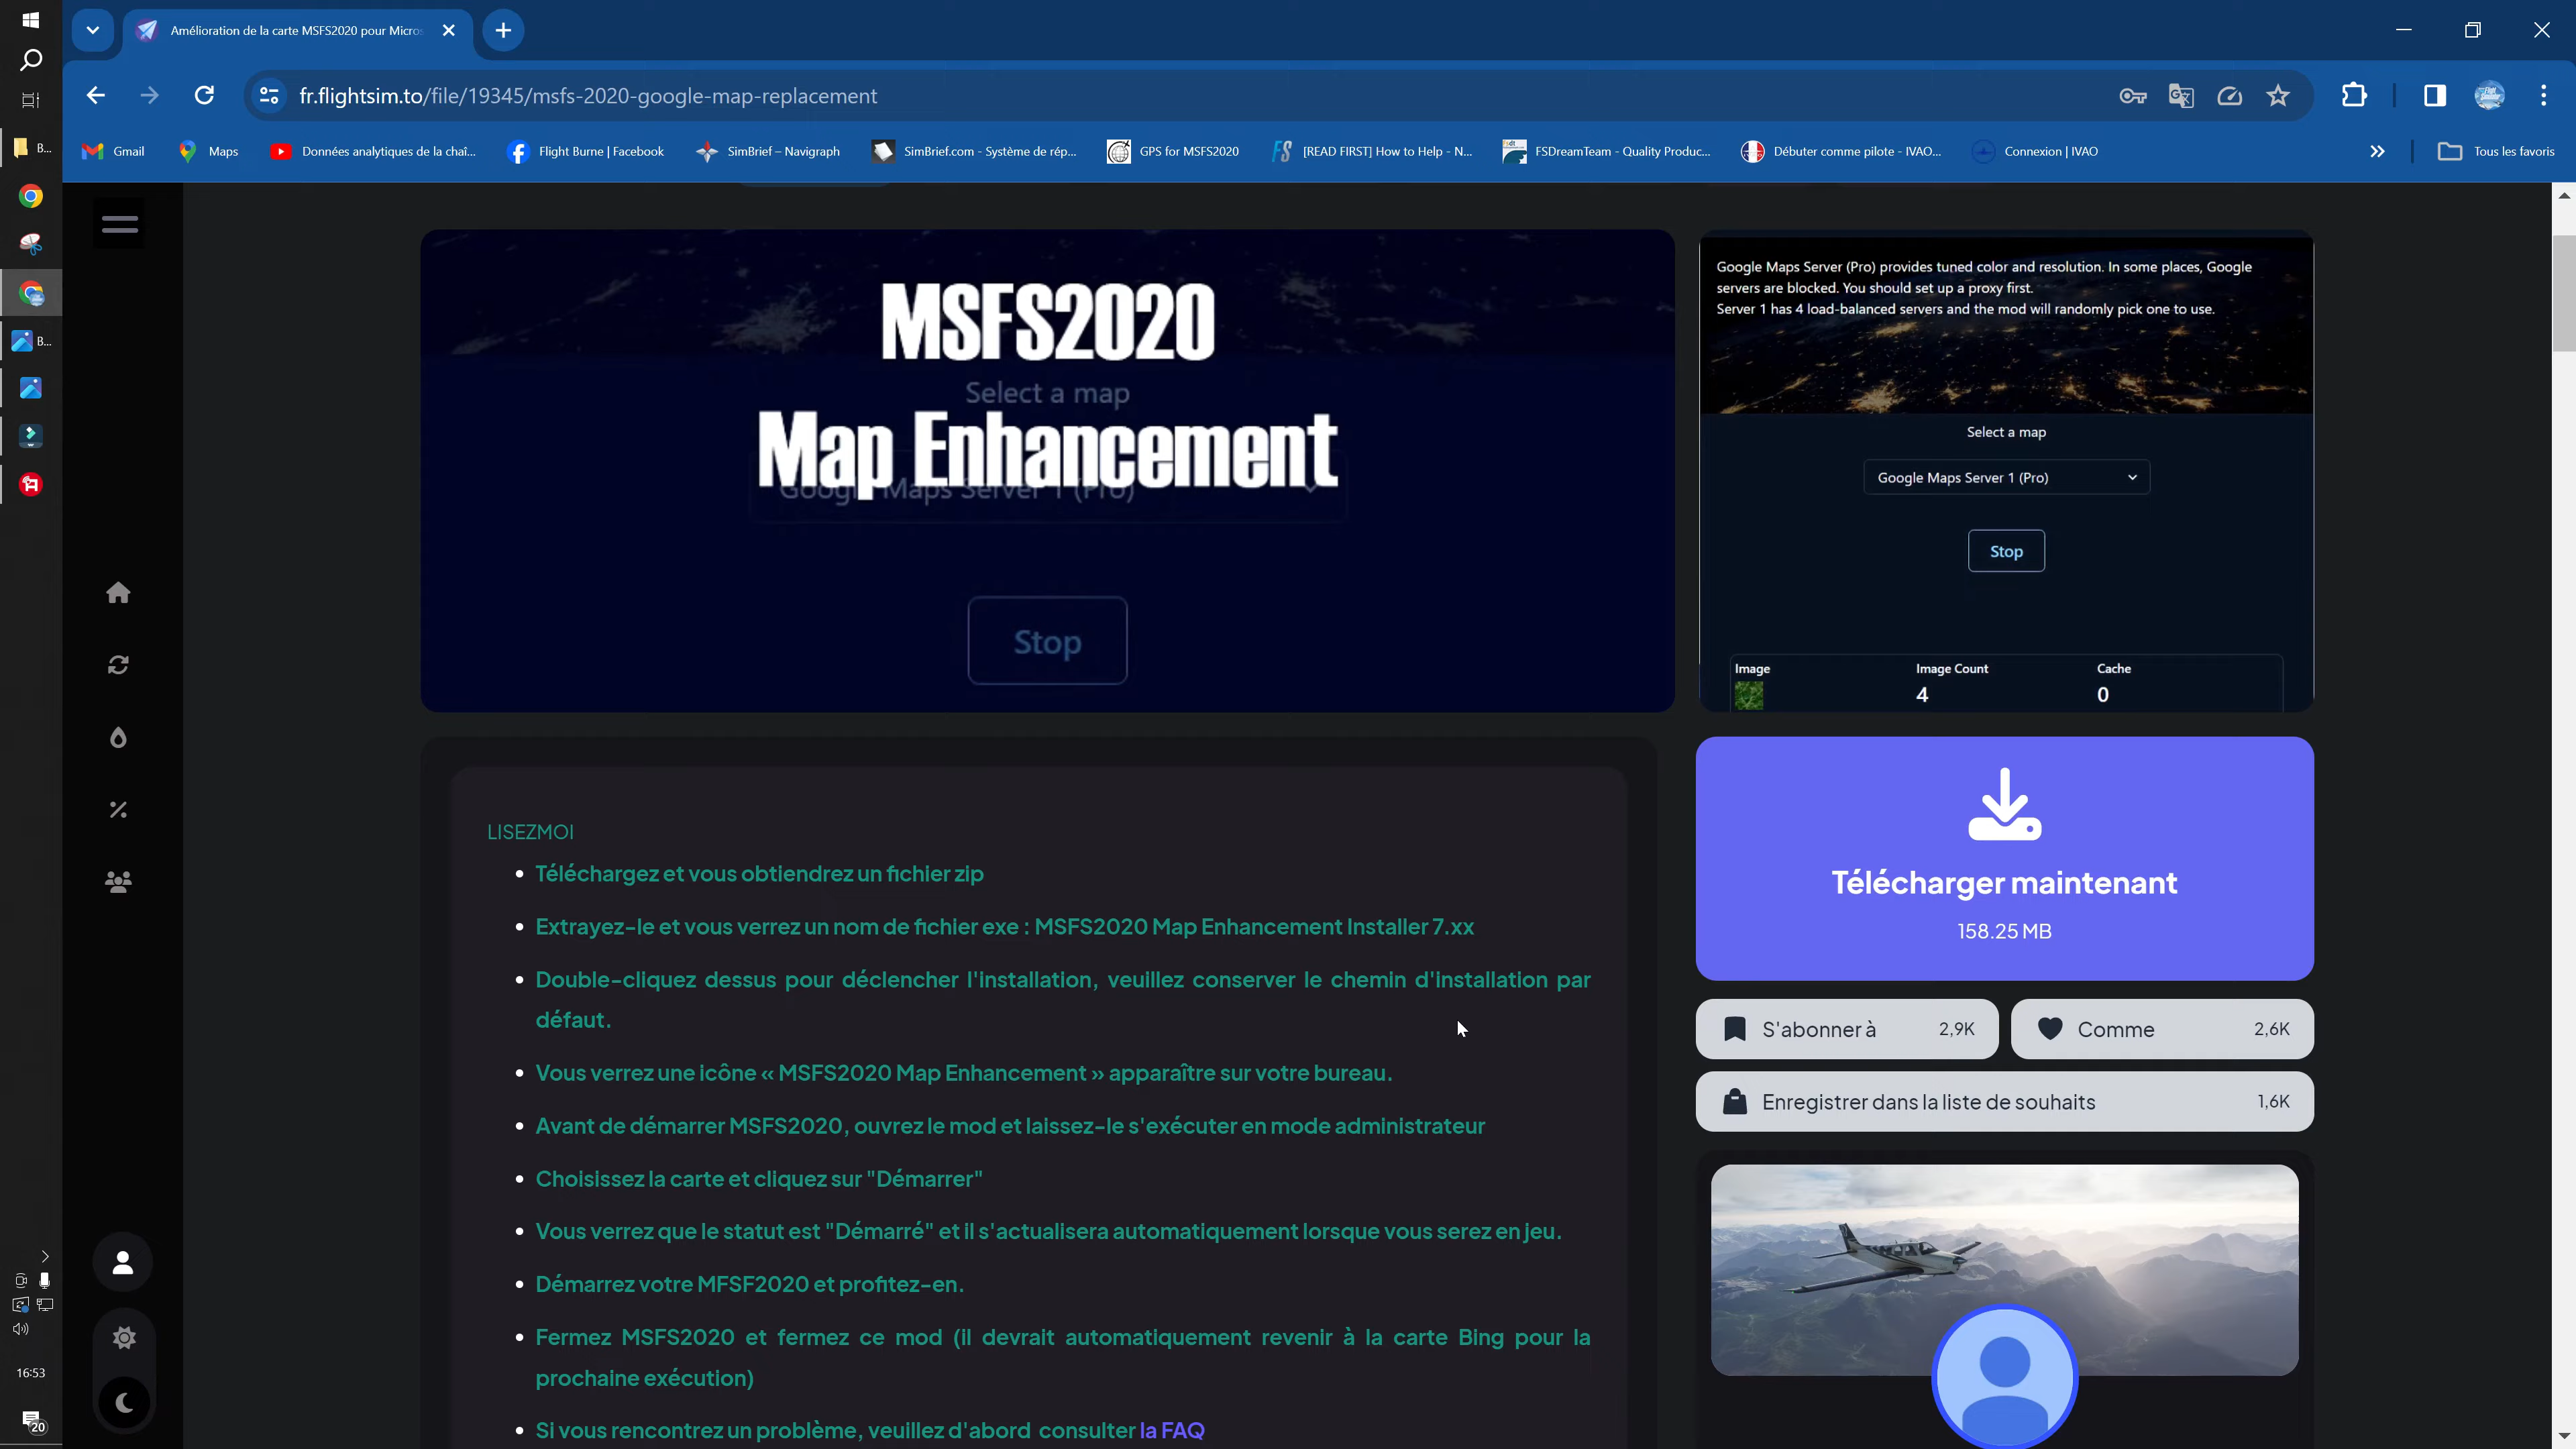 Amélioration de la carte MSFS2020 pour Micros
fr.flightsim.to/file/19345/msfs-2020-google-map-replacement
Gmail
Maps
Données analytiques de la chaî...
Flight Burne | Facebook
SimBrief – Navigraph
SimBrief.com - Système de rép...
GPS for MSFS2020
[READ FIRST] How to Help - N...
FSDreamTeam - Quality Produc...
Débuter comme pilote - IVAO...
Connexion | IVAO
Tous les favoris
B...
B...
16:53
20
MSFS2020
Select a map
Map Enhancement
Google Maps Server 1 (Pro)
Stop
Google Maps Server (Pro) provides tuned color and resolution. In some places, Google
servers are blocked. You should set up a proxy first.
Server 1 has 4 load-balanced servers and the mod will randomly pick one to use.
Select a map
Google Maps Server 1 (Pro)
Stop
Image Image Count Cache
4 0
LISEZMOI
Téléchargez et vous obtiendrez un fichier zip
Extrayez-le et vous verrez un nom de fichier exe : MSFS2020 Map Enhancement Installer 7.xx
Double-cliquez dessus pour déclencher l'installation, veuillez conserver le chemin d'installation par
défaut.
Vous verrez une icône « MSFS2020 Map Enhancement » apparaître sur votre bureau.
Avant de démarrer MSFS2020, ouvrez le mod et laissez-le s'exécuter en mode administrateur
Choisissez la carte et cliquez sur "Démarrer"
Vous verrez que le statut est "Démarré" et il s'actualisera automatiquement lorsque vous serez en jeu.
Démarrez votre MFSF2020 et profitez-en.
Fermez MSFS2020 et fermez ce mod (il devrait automatiquement revenir à la carte Bing pour la
prochaine exécution)
Si vous rencontrez un problème, veuillez d'abord consulter la FAQ
Télécharger maintenant
158.25 MB
S'abonner à 2,9K
Comme 2,6K
Enregistrer dans la liste de souhaits 1,6K